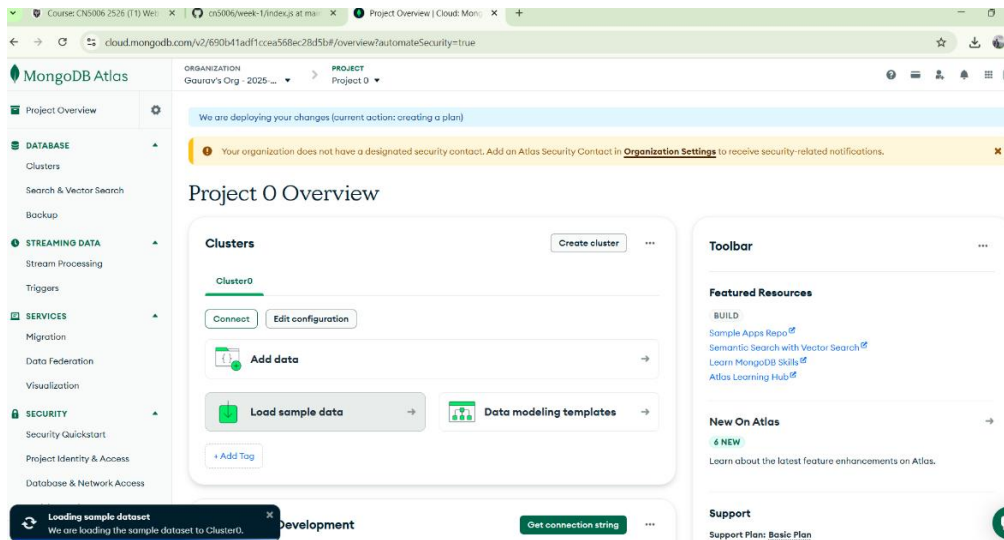 Course: CN5006 2526 (T1) Web
cn5006/week-1/index.js at mai
Project Overview | Cloud: Mong
cloud.mongodb.com/v2/690b41adf1ccea568ec28d5b#/overview?automateSecurity=true
MongoDB Atlas
ORGANIZATION
Gaurav's Org - 2025-...
PROJECT
Project 0
Project Overview
DATABASE
Clusters
Search & Vector Search
Backup
STREAMING DATA
Stream Processing
Triggers
SERVICES
Migration
Data Federation
Visualization
SECURITY
Security Quickstart
Project Identity & Access
Database & Network Access
Loading sample dataset
We are loading the sample dataset to Cluster0.
We are deploying your changes (current action: creating a plan)
Your organization does not have a designated security contact. Add an Atlas Security Contact in Organization Settings to receive security-related notifications.
Project 0 Overview
Clusters
Create cluster
Cluster0
Connect
Edit configuration
Add data
Load sample data
Data modeling templates
+ Add Tag
Development
Get connection string
Toolbar
Featured Resources
BUILD
Sample Apps Repo
Semantic Search with Vector Search
Learn MongoDB Skills
Atlas Learning Hub
New On Atlas
6 NEW
Learn about the latest feature enhancements on Atlas.
Support
Support Plan: Basic Plan